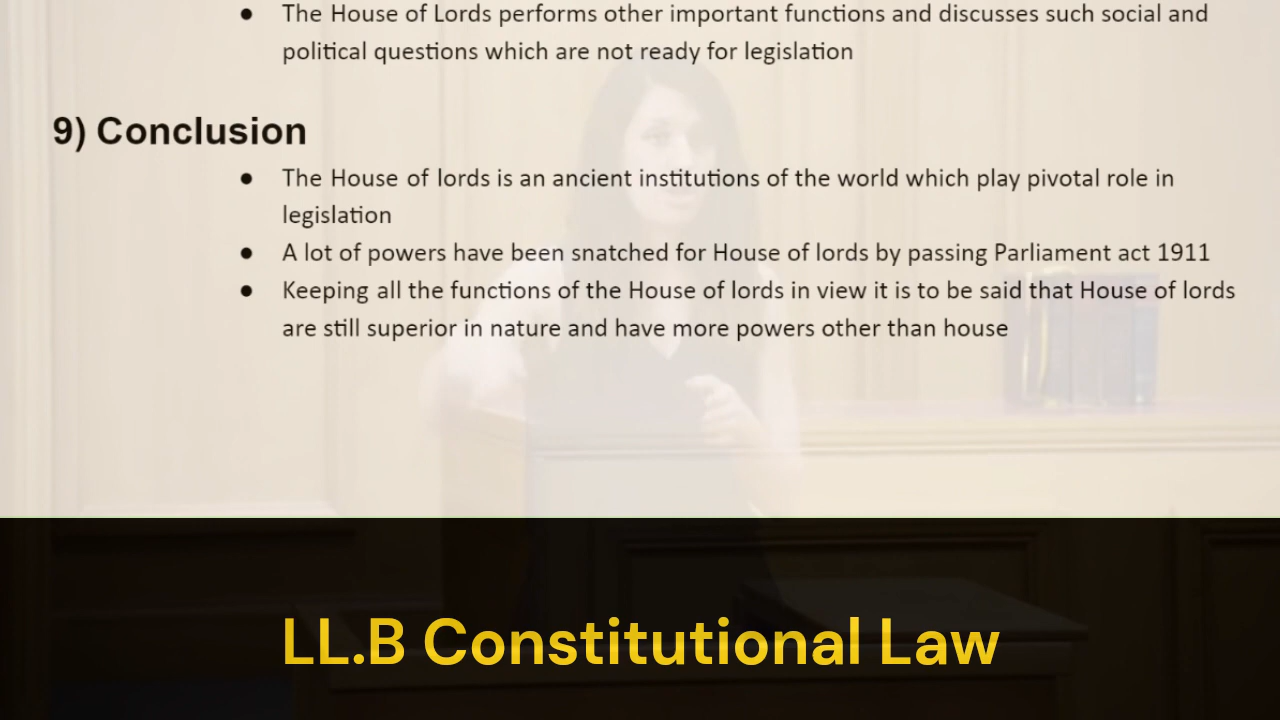 ● The House of Lords performs other important functions and discusses such social and
political questions which are not ready for legislation
9) Conclusion
● The House of lords is an ancient institutions of the world which play pivotal role in
legislation
● A lot of powers have been snatched for House of lords by passing Parliament act 1911
● Keeping all the functions of the House of lords in view it is to be said that House of lords
are still superior in nature and have more powers other than house
LL.B Constitutional Law